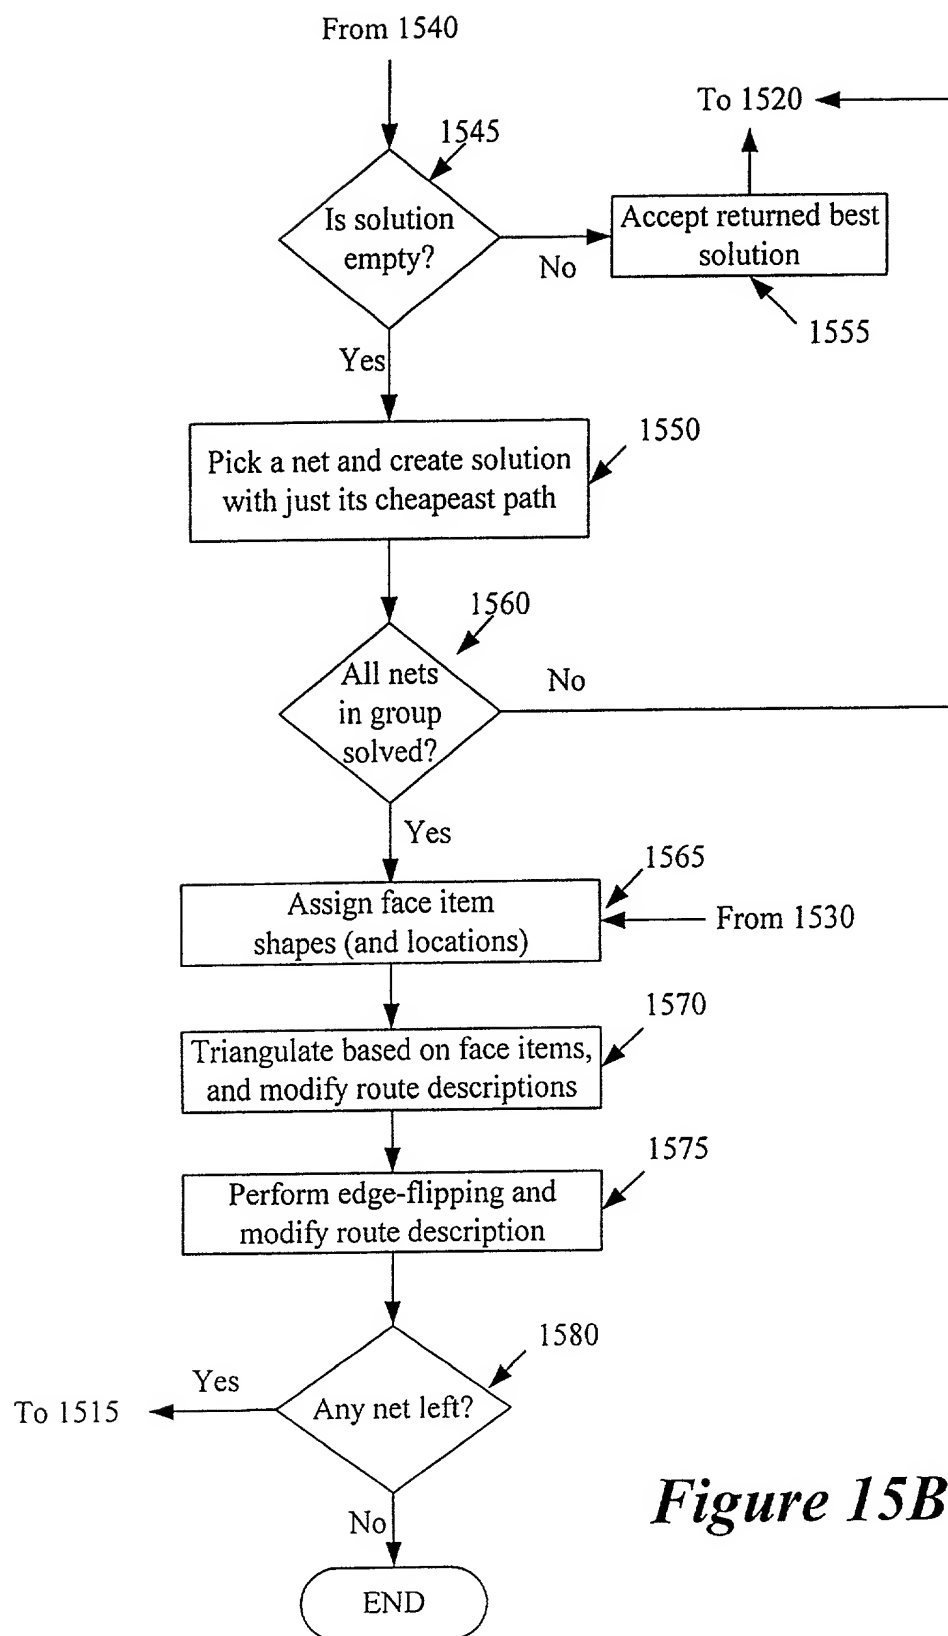 From 1540
To 1520
1545
Is solution
empty?
No
Accept returned best
solution
1555
Yes
1550
Pick a net and create solution
with just its cheapeast path
1560
All nets
in group
solved?
No
Yes
1565
Assign face item
shapes (and locations)
From 1530
1570
Triangulate based on face items,
and modify route descriptions
1575
Perform edge-flipping and
modify route description
1580
Any net left?
Yes
To 1515
No
END
Figure 15B